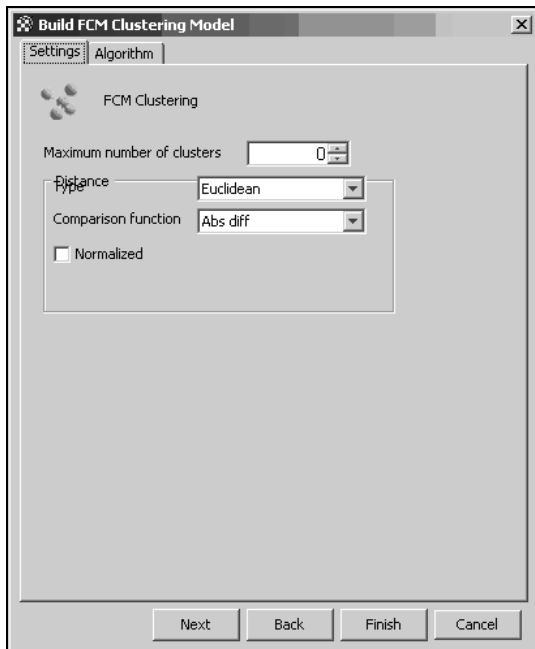 Build FCM Clustering Model
Settings Algorithm
FCM Clustering
Maximum number of clusters 0
Distance
Type Euclidean
Comparison function Abs diff
Normalized
Next Back Finish Cancel